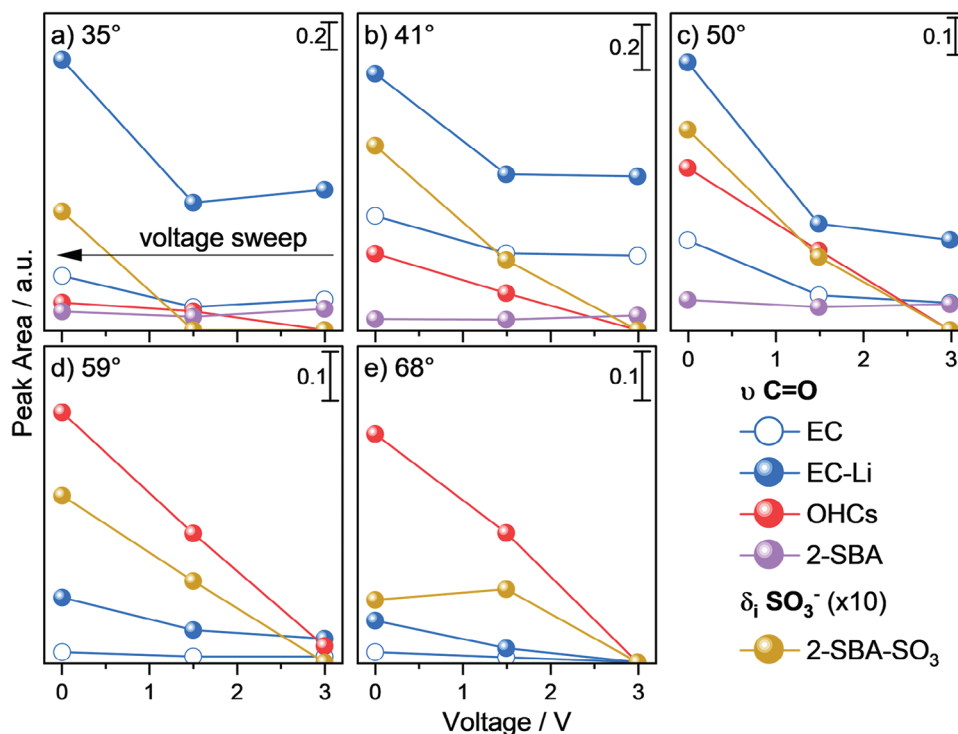 a) 35°
0.2
b) 41°
0.2
c) 50°
0.1
voltage sweep
Peak Area / a.u.
0 1 2 3
d) 59°
0.1
e) 68°
0.1
υ C=O
EC
EC-Li
OHCs
2-SBA
δi SO3- (x10)
2-SBA-SO3
0 1 2 3
0 1 2 3
Voltage / V